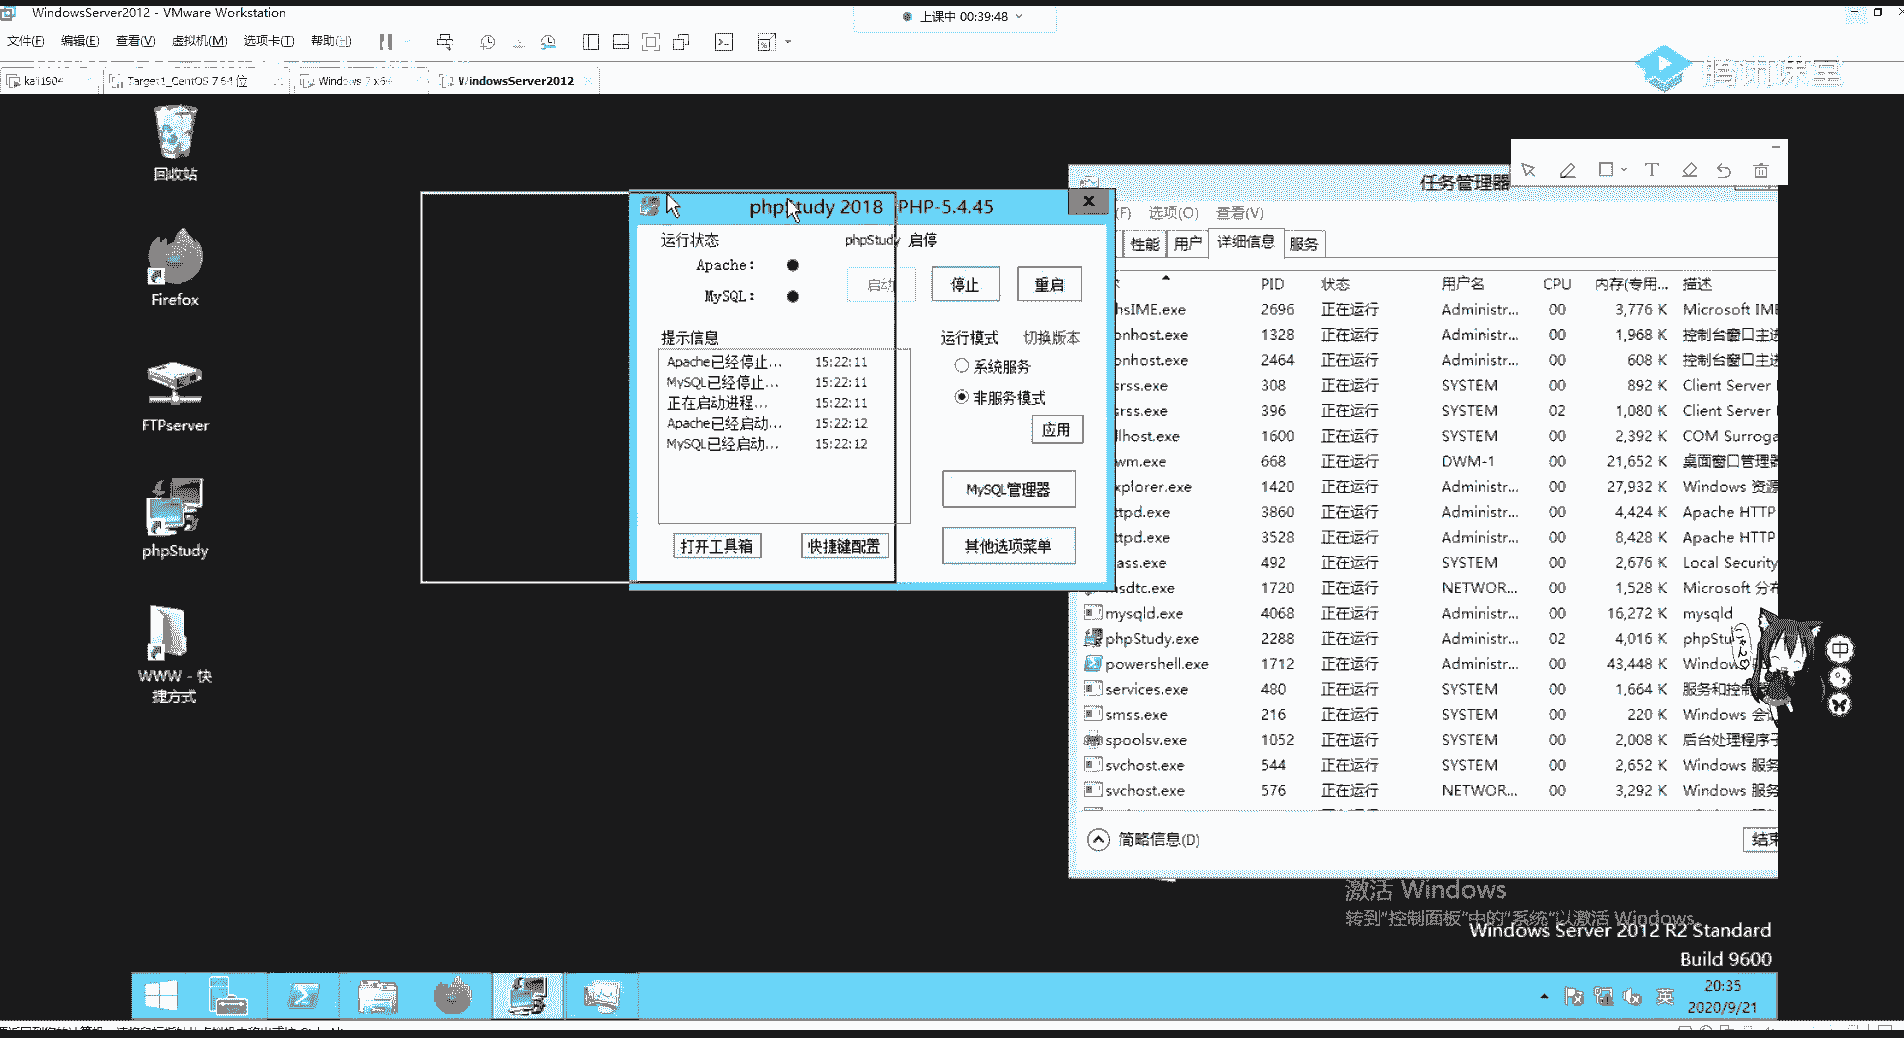 WindowsServer2012 - VMware Workstation
上课中 00:39:48
文件(F) 编辑(E) 查看(V) 虚拟机(M) 选项卡(T) 帮助(H)
kali1904 Target1_CentOS 7 64 位 Windows 7 x64 WindowsServer2012
腾讯课堂
回收站
Firefox
FTPserver
phpStudy
WWW - 快
捷方式
phpStudy 2018 PHP-5.4.45
运行状态
Apache:
MySQL:
phpStudy 启停
启动 停止 重启
提示信息
Apache已经停止... 15:22:11
MySQL已经停止... 15:22:11
正在启动进程... 15:22:11
Apache已经启动... 15:22:12
MySQL已经启动... 15:22:12
运行模式 切换版本
系统服务
非服务模式
应用
MySQL管理器
打开工具箱 快捷键配置 其他选项菜单
任务管理器
(F) 选项(O) 查看(V)
性能 用户 详细信息 服务
PID 状态 用户名 CPU 内存(专用... 描述
hsIME.exe 2696 正在运行 Administr... 00 3,776 K Microsoft IME
onhost.exe 1328 正在运行 Administr... 00 1,968 K 控制台窗口主进
onhost.exe 2464 正在运行 Administr... 00 608 K 控制台窗口主进
srss.exe 308 正在运行 SYSTEM 00 892 K Client Server
srss.exe 396 正在运行 SYSTEM 02 1,080 K Client Server
llhost.exe 1600 正在运行 SYSTEM 00 2,392 K COM Surroga
wm.exe 668 正在运行 DWM-1 00 21,652 K 桌面窗口管理器
xplorer.exe 1420 正在运行 Administr... 00 27,932 K Windows 资源
ttpd.exe 3860 正在运行 Administr... 00 4,424 K Apache HTTP
ttpd.exe 3528 正在运行 Administr... 00 8,428 K Apache HTTP
ass.exe 492 正在运行 SYSTEM 00 2,676 K Local Security
msdtc.exe 1720 正在运行 NETWOR... 00 1,528 K Microsoft 分布
mysqld.exe 4068 正在运行 Administr... 00 16,272 K mysqld
phpStudy.exe 2288 正在运行 Administr... 02 4,016 K phpStu
powershell.exe 1712 正在运行 Administr... 00 43,448 K Window
services.exe 480 正在运行 SYSTEM 00 1,664 K 服务和控制
smss.exe 216 正在运行 SYSTEM 00 220 K Windows 会
spoolsv.exe 1052 正在运行 SYSTEM 00 2,008 K 后台处理程序子
svchost.exe 544 正在运行 SYSTEM 00 2,652 K Windows 服务
svchost.exe 576 正在运行 NETWOR... 00 3,292 K Windows 服务
简略信息(D) 结束
中
激活 Windows
转到"控制面板"中的"系统"以激活 Windows。
Windows Server 2012 R2 Standard
Build 9600
英
20:35
2020/9/21